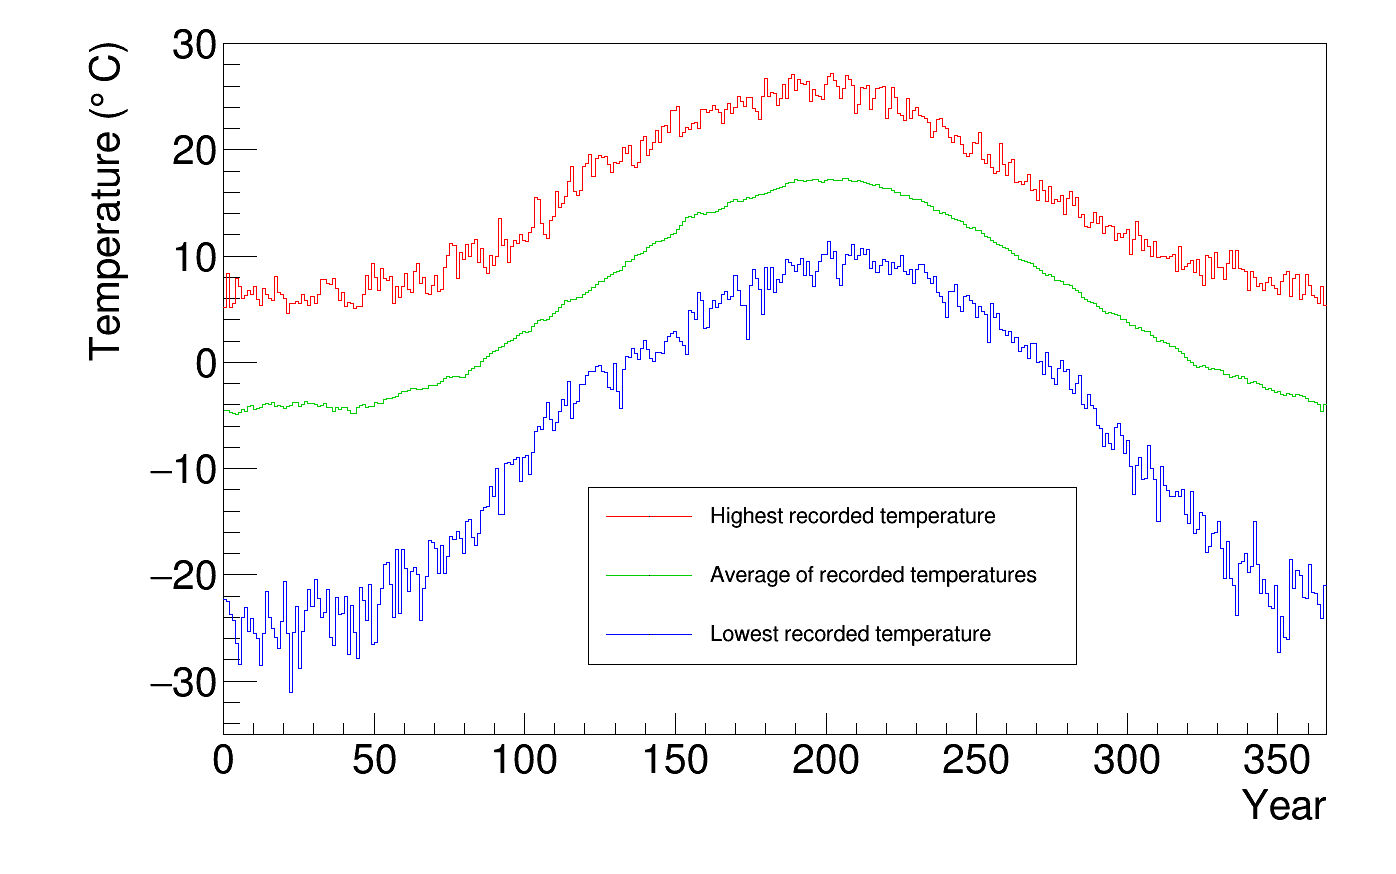 Temperature (° C)
30
20
10
0
−10
−20
−30
Highest recorded temperature
Average of recorded temperatures
Lowest recorded temperature
0 50 100 150 200 250 300 350
Year